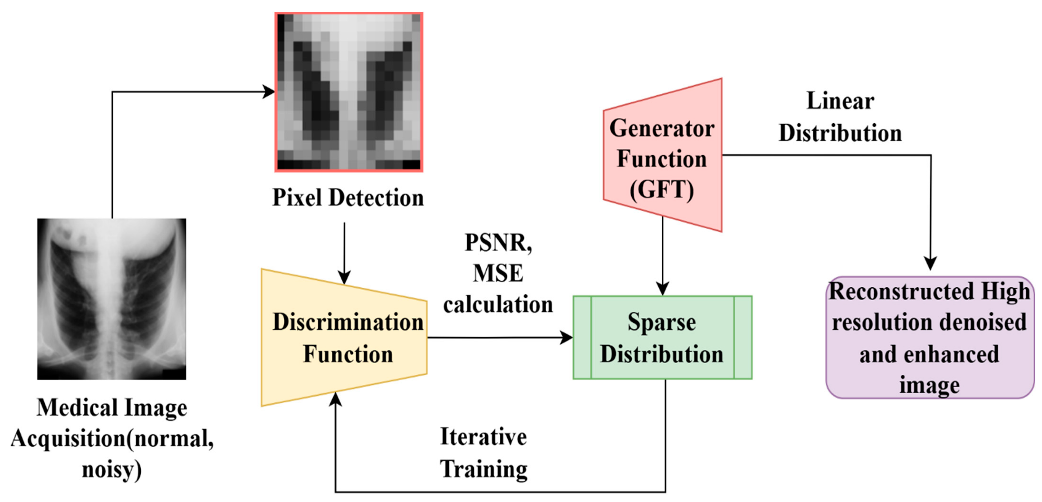 Pixel Detection
Medical Image
Acquisition(normal,
noisy)
Discrimination
Function
PSNR,
MSE
calculation
Iterative
Training
Generator
Function
(GFT)
Sparse
Distribution
Linear
Distribution
Reconstructed High
resolution denoised
and enhanced
image